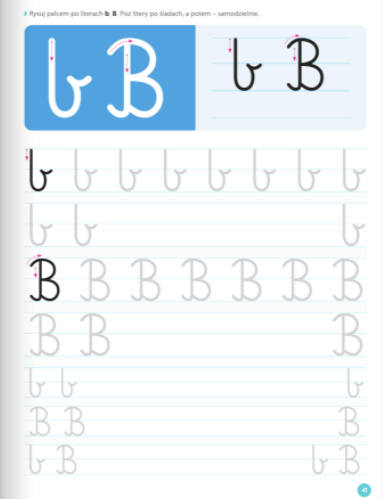 Rysuj palcem po literach b, B. Pisz litery po śladach, a potem – samodzielnie.
b B b B
b b b b b b b b
b b b
B B B B B B B
B B B
b b b
B B B
b B b B
41